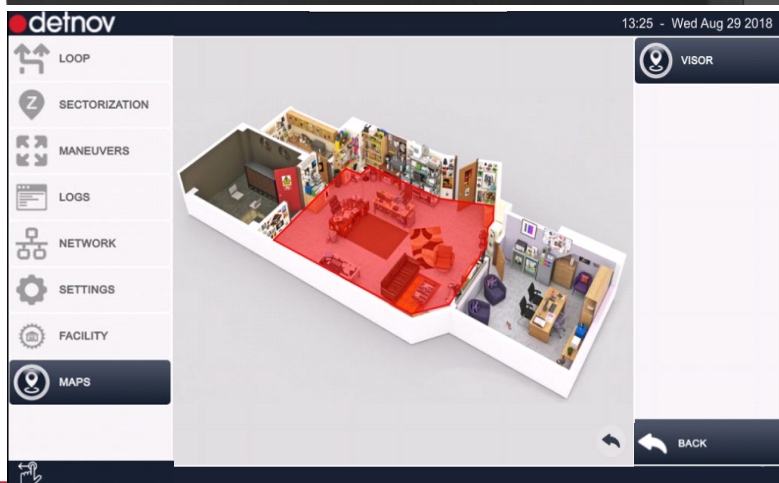 detnov
13:25 - Wed Aug 29 2018
LOOP
Z
SECTORIZATION
MANEUVERS
LOGS
NETWORK
SETTINGS
FACILITY
MAPS
VISOR
BACK